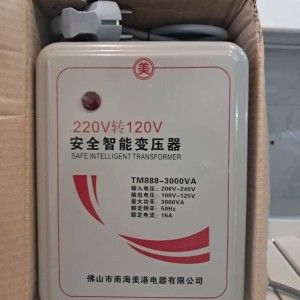 美
220V转120V
安全智能变压器
SAFE INTELLIGENT TRANSFORMER
TM888-3000VA
输入电压：200V-240V
输出电压：100V-125V
最大功率：3000VA
额定频率：50Hz
额定电流：16A
佛山市南海美港电器有限公司